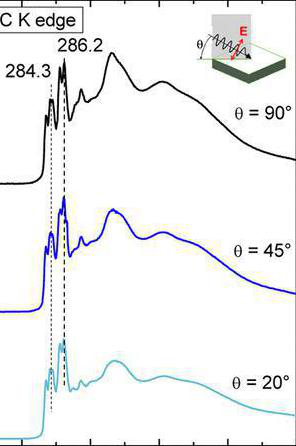 C K edge
286.2
284.3
θ
E
θ = 90°
θ = 45°
θ = 20°